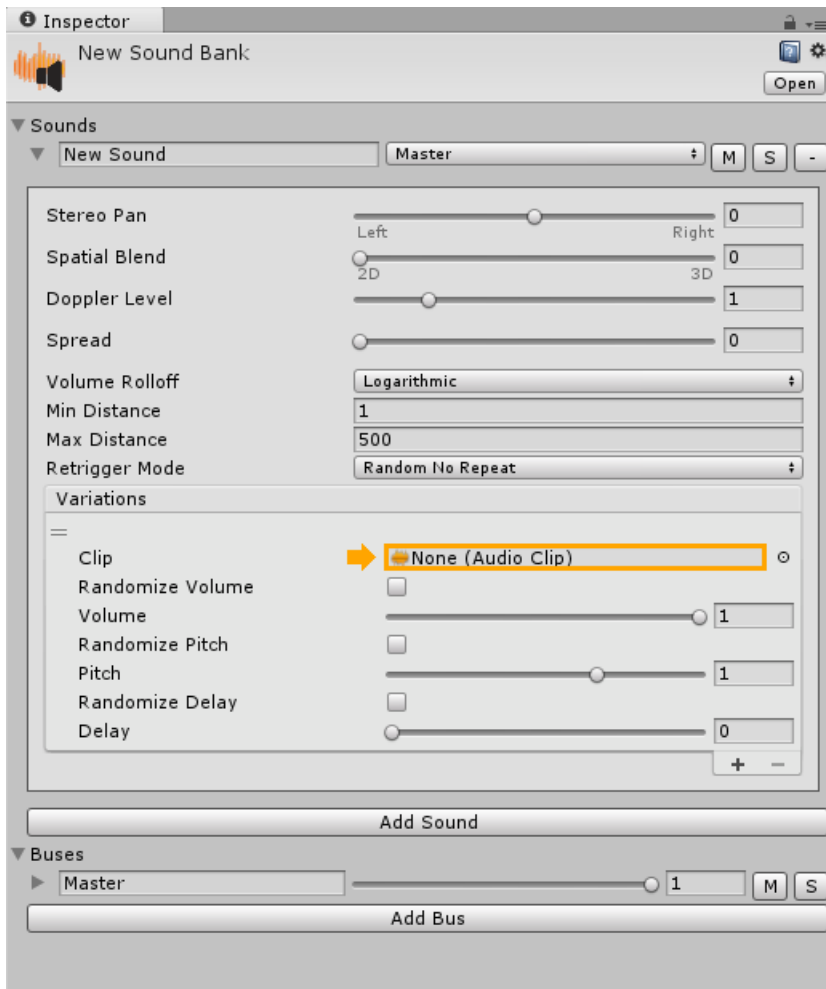 Inspector
New Sound Bank
Open
Sounds
New Sound Master M S -
Stereo Pan 0
Left Right
Spatial Blend 0
2D 3D
Doppler Level 1
Spread 0
Volume Rolloff Logarithmic
Min Distance 1
Max Distance 500
Retrigger Mode Random No Repeat
Variations
Clip None (Audio Clip)
Randomize Volume
Volume 1
Randomize Pitch
Pitch 1
Randomize Delay
Delay 0
+ −
Add Sound
Buses
Master 1 M S
Add Bus